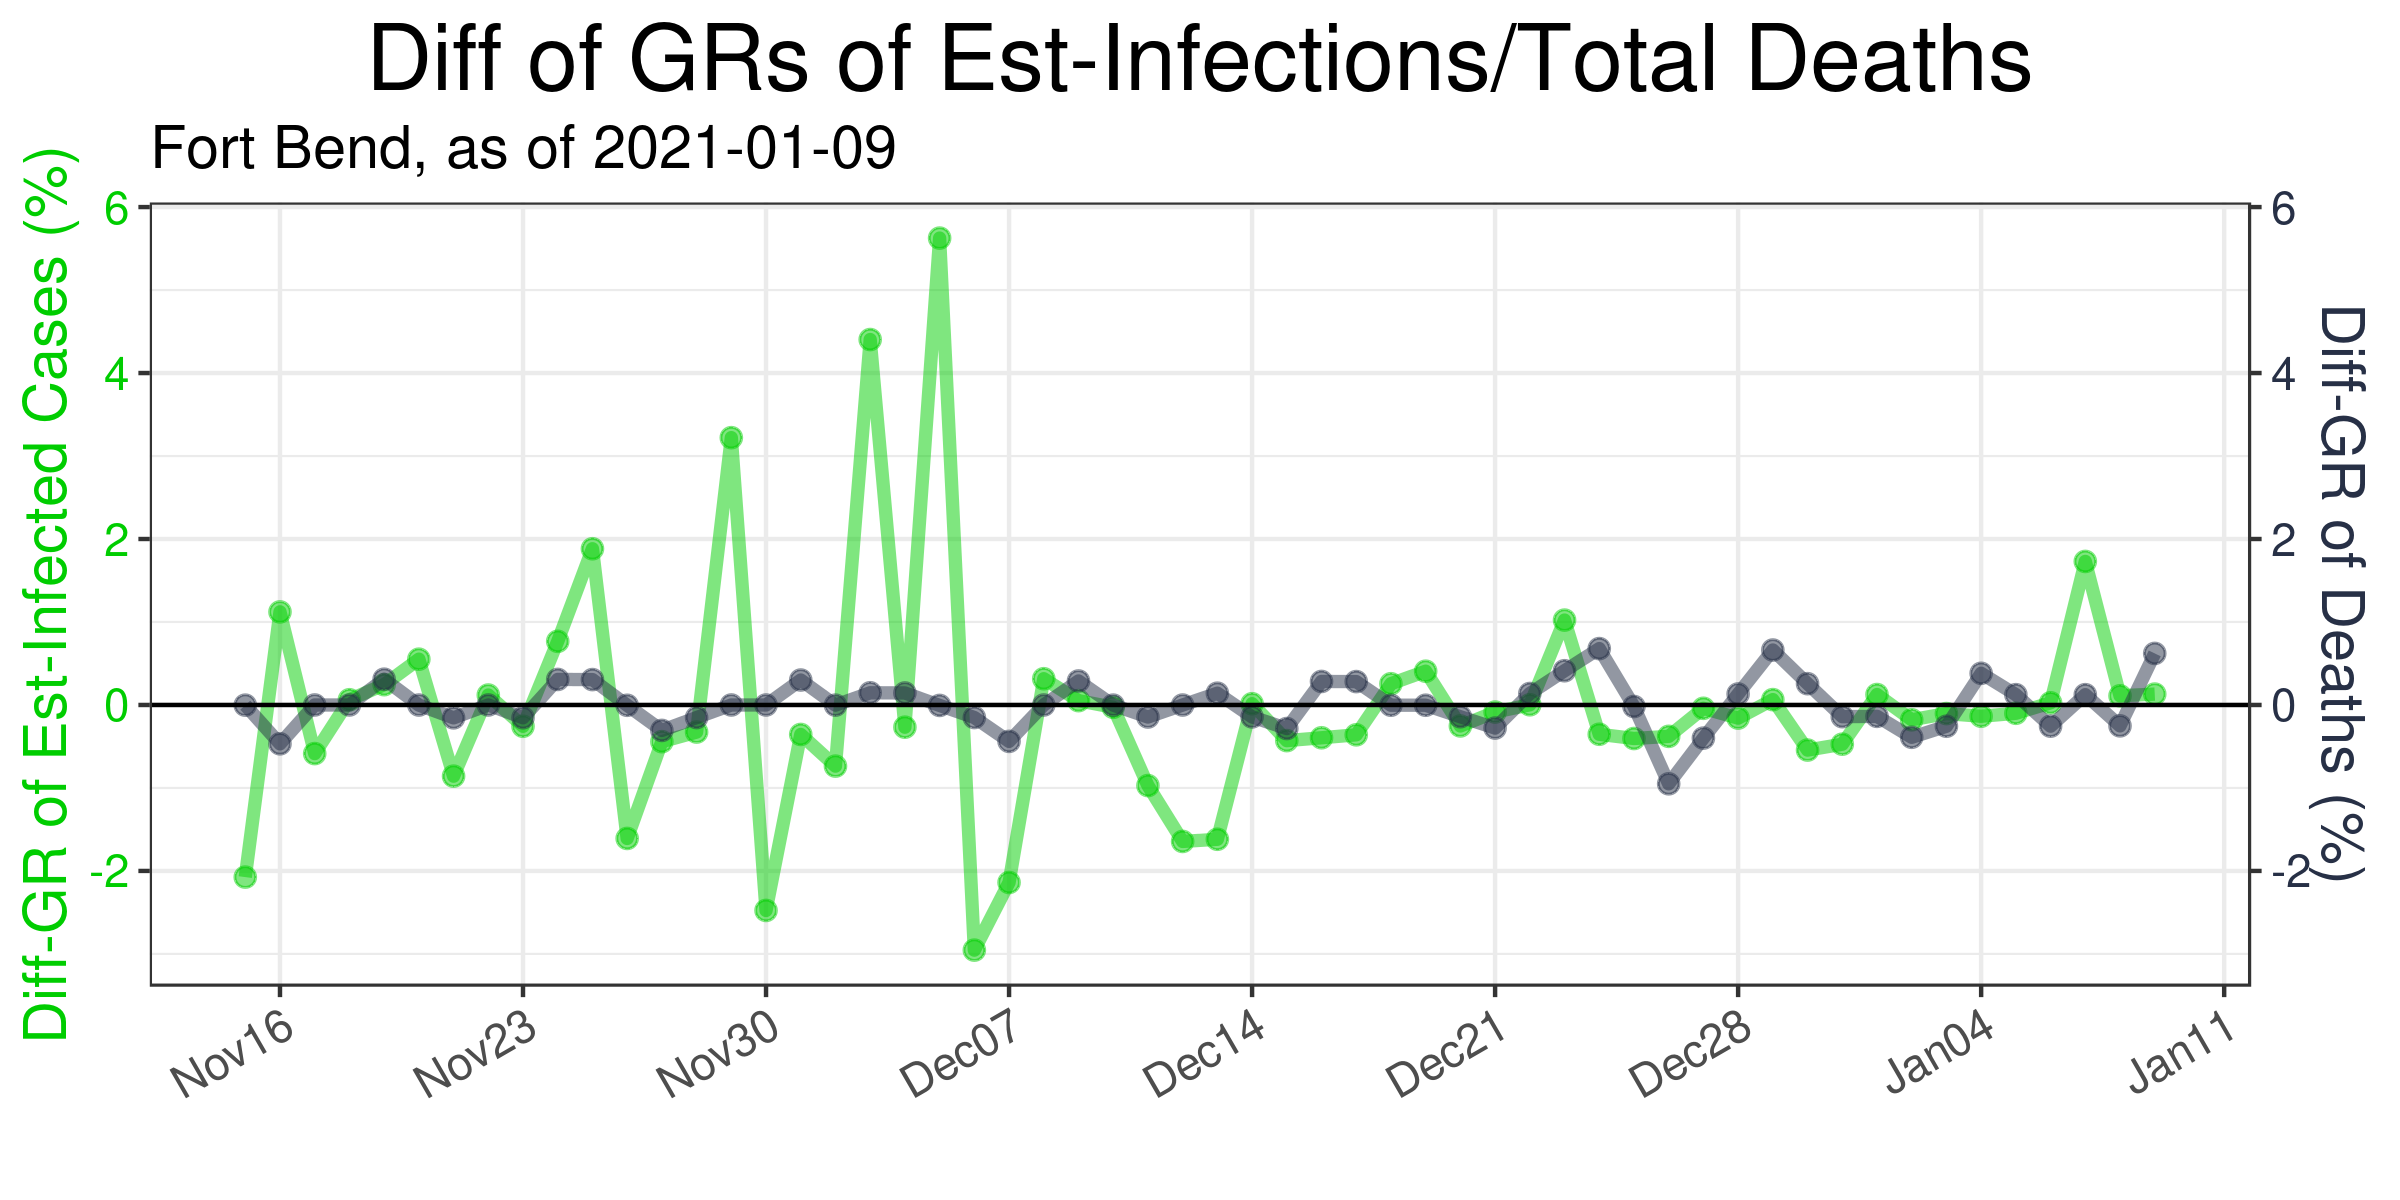 Diff of GRs of Est-Infections/Total Deaths
Fort Bend, as of 2021-01-09
Diff-GR of Est-Infected Cases (%)
6
4
2
0
-2
6
4
2
0
-2
Diff-GR of Deaths (%)
Nov16
Nov23
Nov30
Dec07
Dec14
Dec21
Dec28
Jan04
Jan11